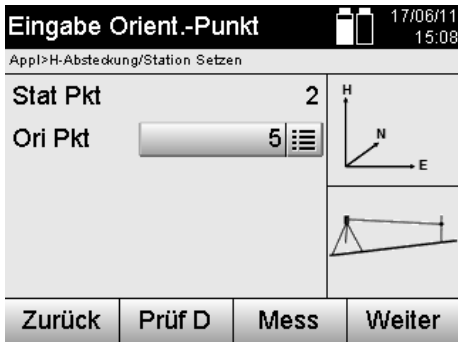 Eingabe Orient.-Punkt
17/06/11
15:08
Appl>H-Absteckung/Station Setzen
Stat Pkt 2
Ori Pkt 5
H
N
E
Zurück Prüf D Mess Weiter